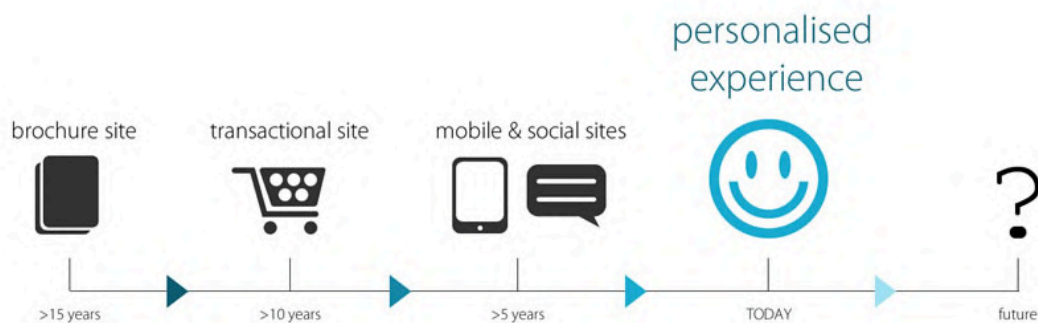 personalised
experience
brochure site
transactional site
mobile & social sites
?
>15 years
>10 years
>5 years
TODAY
future